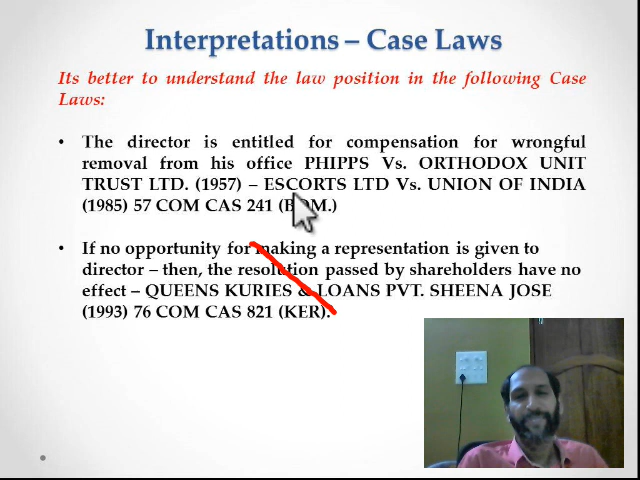 Interpretations – Case Laws
Its better to understand the law position in the following Case
Laws:
• The director is entitled for compensation for wrongful
removal from his office PHIPPS Vs. ORTHODOX UNIT
TRUST LTD. (1957) – ESCORTS LTD Vs. UNION OF INDIA
(1985) 57 COM CAS 241 (BOM.)
• If no opportunity for making a representation is given to
director – then, the resolution passed by shareholders have no
effect – QUEENS KURIES & LOANS PVT. SHEENA JOSE
(1993) 76 COM CAS 821 (KER).